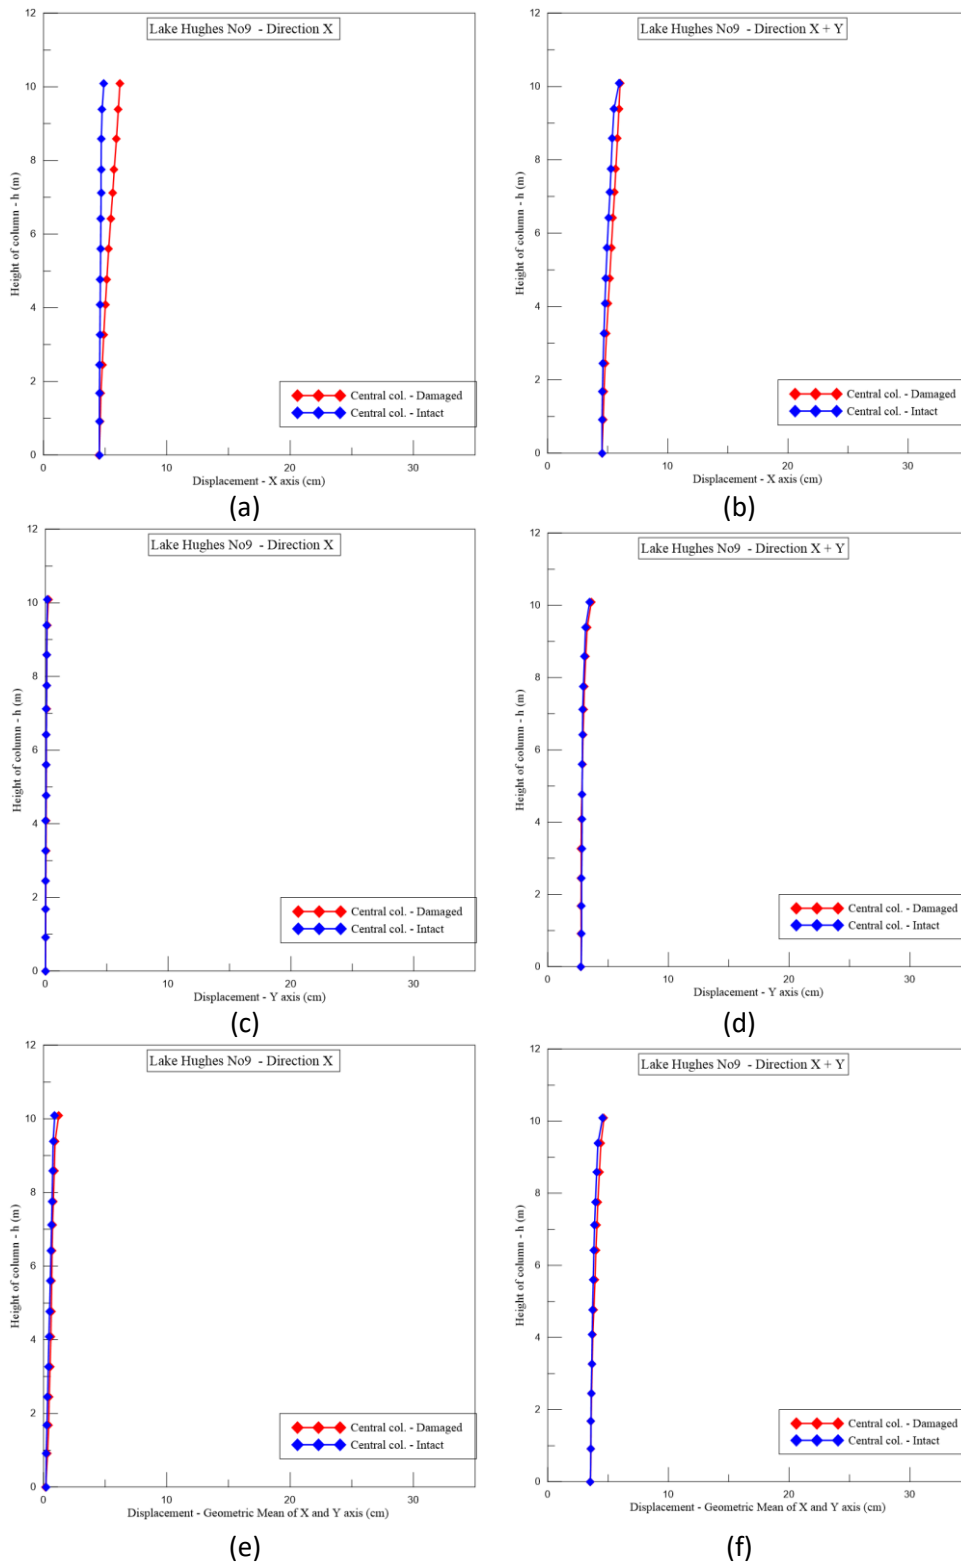 Lake Hughes No9 - Direction X
12
10
8
6
4
2
0
Height of column - h (m)
Central col. - Damaged
Central col. - Intact
0 10 20 30
Displacement - X axis (cm)
(a)
Lake Hughes No9 - Direction X + Y
12
10
8
6
4
2
0
Height of column - h (m)
Central col. - Damaged
Central col. - Intact
0 10 20 30
Displacement - X axis (cm)
(b)
Lake Hughes No9 - Direction X
12
10
8
6
4
2
0
Height of column - h (m)
Central col. - Damaged
Central col. - Intact
0 10 20 30
Displacement - Y axis (cm)
(c)
Lake Hughes No9 - Direction X + Y
12
10
8
6
4
2
0
Height of column - h (m)
Central col. - Damaged
Central col. - Intact
0 10 20 30
Displacement - Y axis (cm)
(d)
Lake Hughes No9 - Direction X
12
10
8
6
4
2
0
Height of column - h (m)
Central col. - Damaged
Central col. - Intact
0 10 20 30
Displacement - Geometric Mean of X and Y axis (cm)
(e)
Lake Hughes No9 - Direction X + Y
12
10
8
6
4
2
0
Height of column - h (m)
Central col. - Damaged
Central col. - Intact
0 10 20 30
Displacement - Geometric Mean of X and Y axis (cm)
(f)